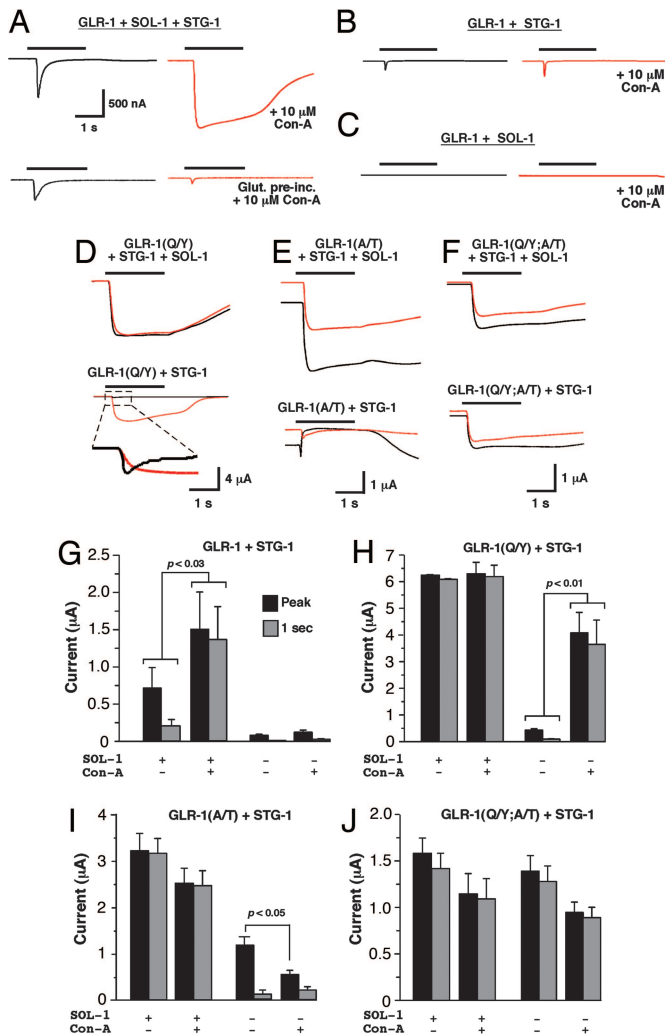 A
GLR-1 + SOL-1 + STG-1
500 nA
1 s
+ 10 µM
Con-A
Glut. pre-inc.
+ 10 µM Con-A
B
GLR-1 + STG-1
+ 10 µM
Con-A
C
GLR-1 + SOL-1
+ 10 µM
Con-A
D
GLR-1(Q/Y)
+ STG-1 + SOL-1
GLR-1(Q/Y) + STG-1
4 µA
1 s
E
GLR-1(A/T)
+ STG-1 + SOL-1
GLR-1(A/T) + STG-1
1 µA
1 s
F
GLR-1(Q/Y;A/T)
+ STG-1 + SOL-1
GLR-1(Q/Y;A/T) + STG-1
1 µA
1 s
G
GLR-1 + STG-1
Current (µA)
2.5
2.0
1.5
1.0
0.5
0
p < 0.03
Peak
1 sec
SOL-1 + + - -
Con-A - + - +
H
GLR-1(Q/Y) + STG-1
Current (µA)
7
6
5
4
3
2
1
0
p < 0.01
SOL-1 + + - -
Con-A - + - +
I
GLR-1(A/T) + STG-1
Current (µA)
4
3
2
1
0
p < 0.05
SOL-1 + + - -
Con-A - + - +
J
GLR-1(Q/Y;A/T) + STG-1
Current (µA)
2.0
1.5
1.0
0.5
0
SOL-1 + + - -
Con-A - + - +